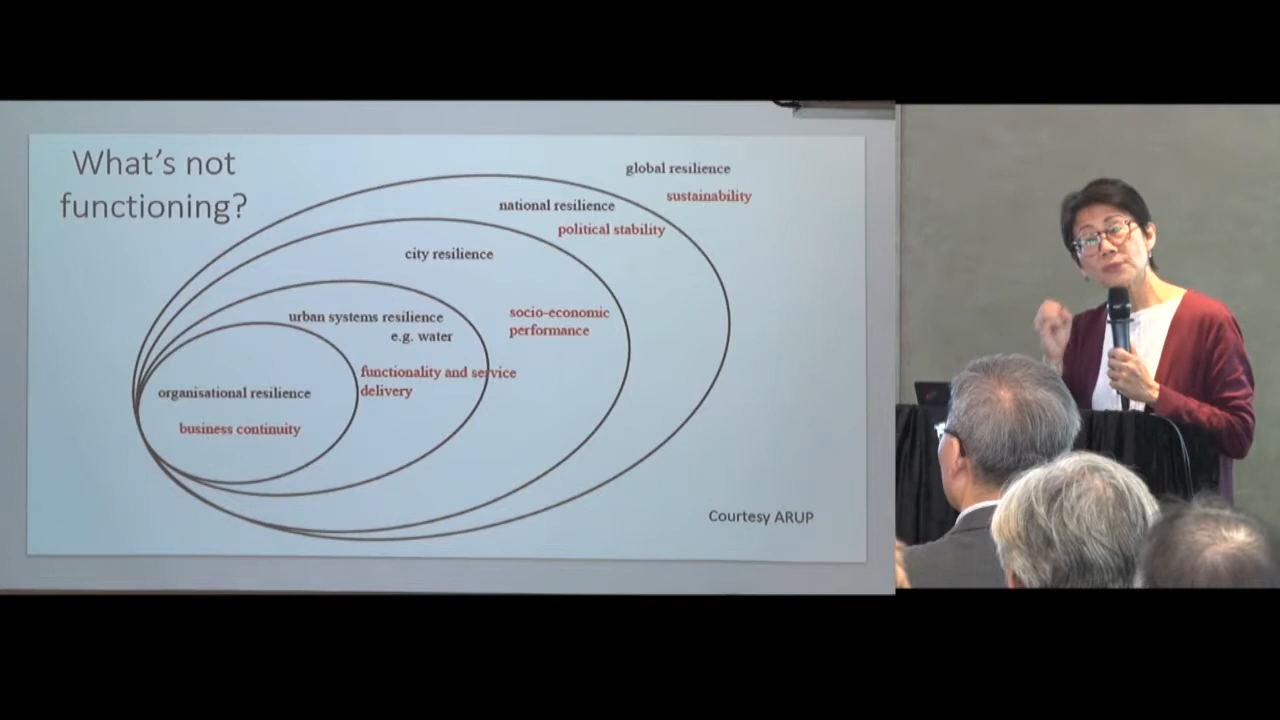 What's not
functioning?
global resilience
sustainability
national resilience
political stability
city resilience
socio-economic
performance
urban systems resilience
e.g. water
functionality and service
delivery
organisational resilience
business continuity
Courtesy ARUP